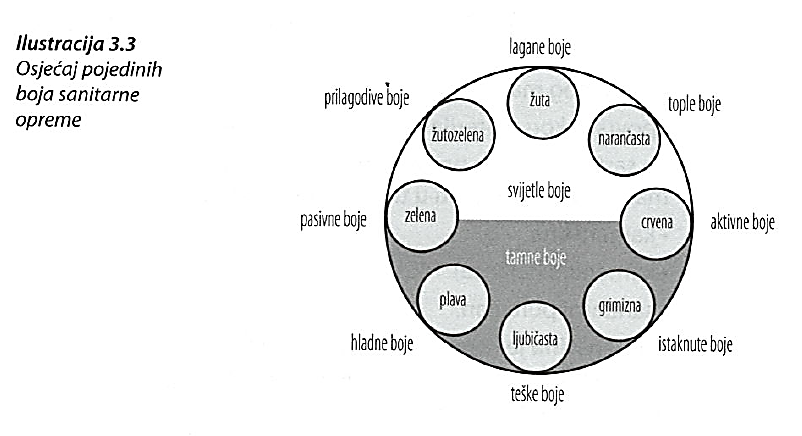 Ilustracija 3.3
Osjećaj pojedinih
boja sanitarne
opreme
lagane boje
prilagodive boje
žuta
tople boje
žutozelena
narančasta
svijetle boje
pasivne boje
zelena
crvena
aktivne boje
tamne boje
plava
grimizna
ljubičasta
hladne boje
istaknute boje
teške boje